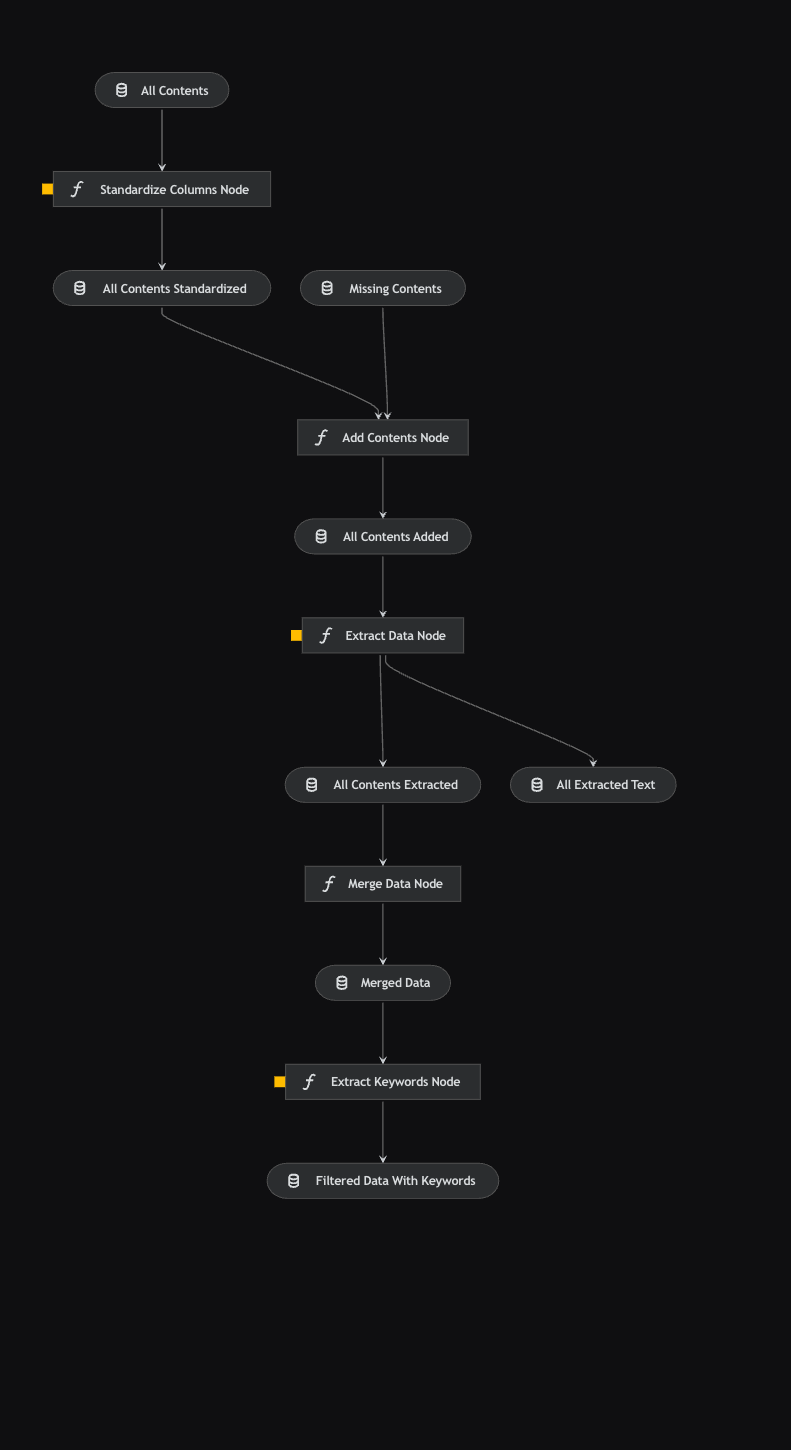 All Contents
Standardize Columns Node
All Contents Standardized
Missing Contents
Add Contents Node
All Contents Added
Extract Data Node
All Contents Extracted
All Extracted Text
Merge Data Node
Merged Data
Extract Keywords Node
Filtered Data With Keywords